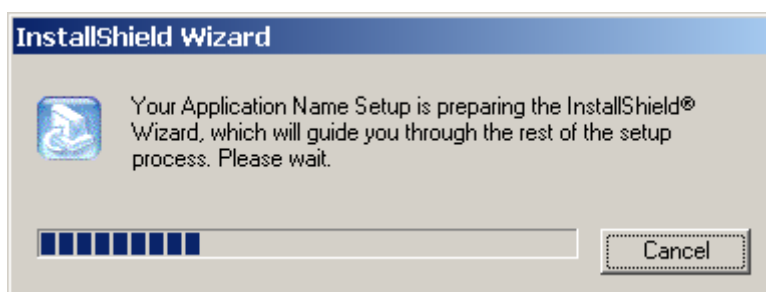 InstallShield Wizard
Your Application Name Setup is preparing the InstallShield®
Wizard, which will guide you through the rest of the setup
process. Please wait.
Cancel